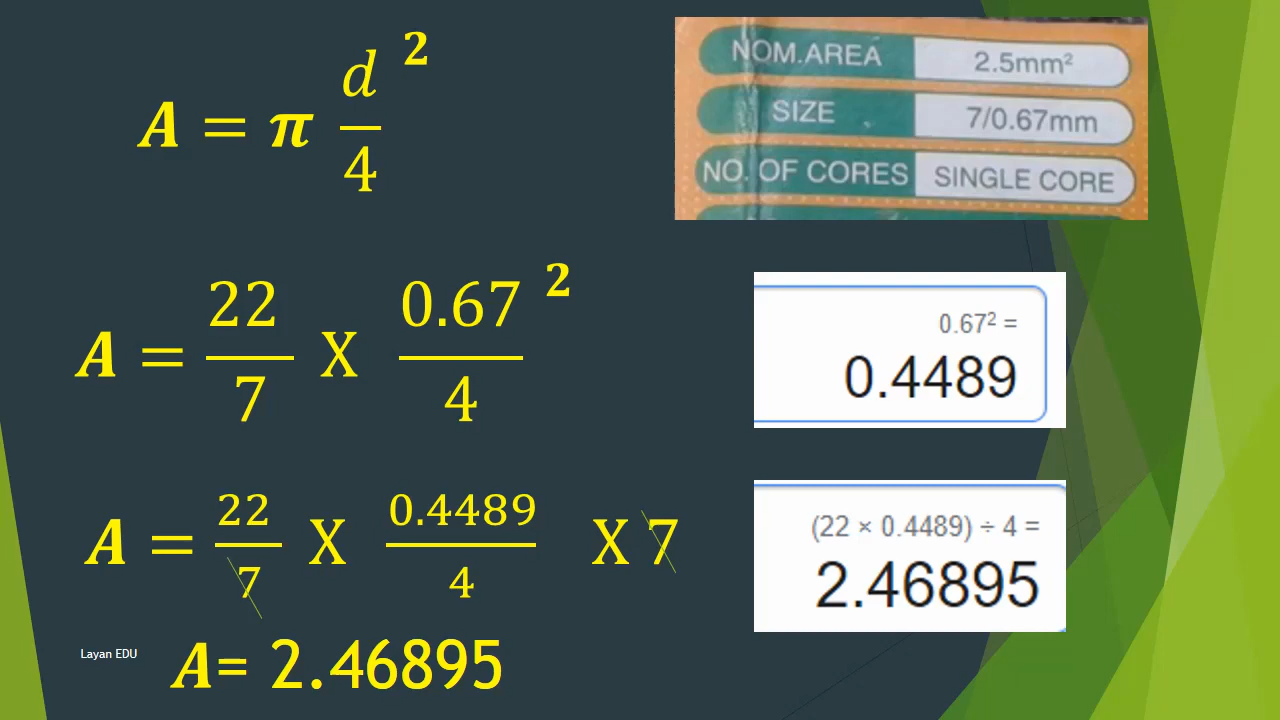 A = π d/4 ²
NOM.AREA 2.5mm²
SIZE 7/0.67mm
NO. OF CORES SINGLE CORE
A = 22/7 X 0.67/4 ²
0.67² =
0.4489
A = 22/7 X 0.4489/4 X 7
(22 × 0.4489) ÷ 4 =
2.46895
Layan EDU
A= 2.46895